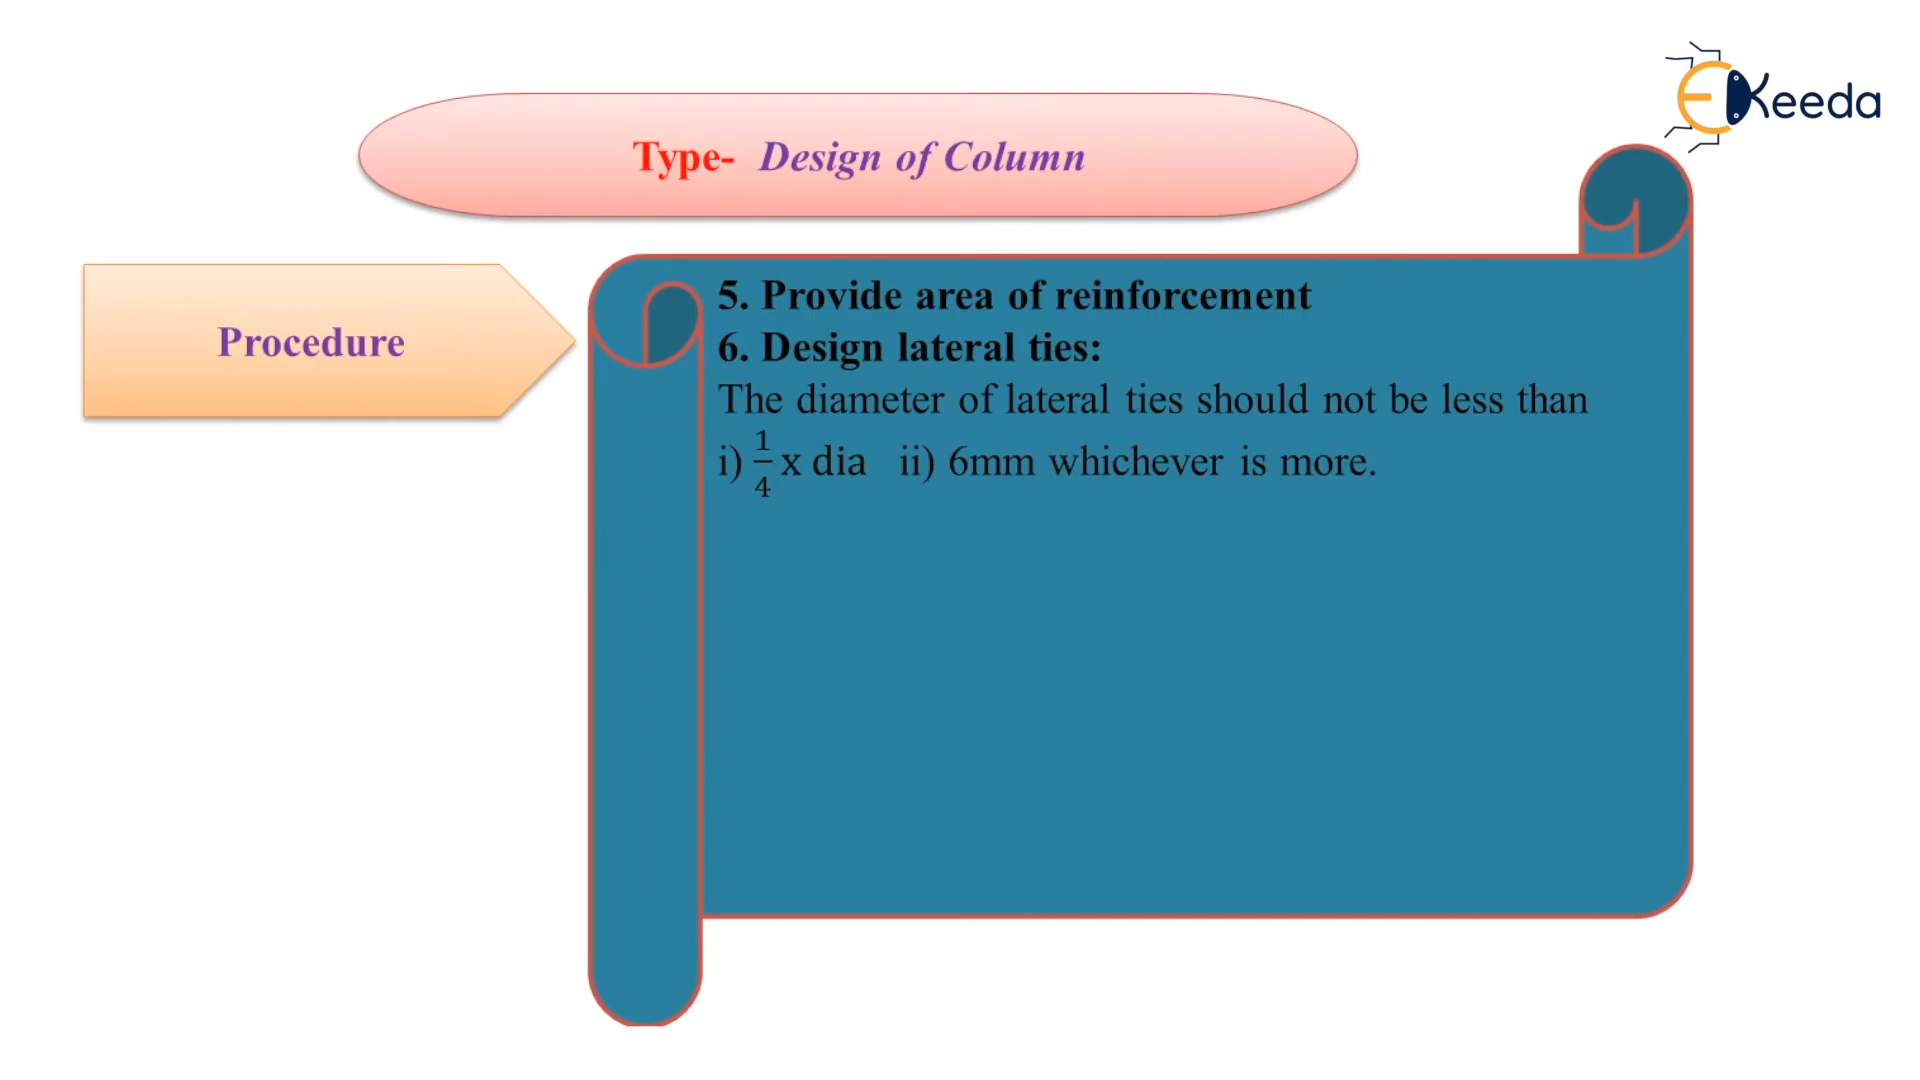 EKeeda
Type- Design of Column
Procedure
5. Provide area of reinforcement
6. Design lateral ties:
The diameter of lateral ties should not be less than
i) 1/4 x dia ii) 6mm whichever is more.